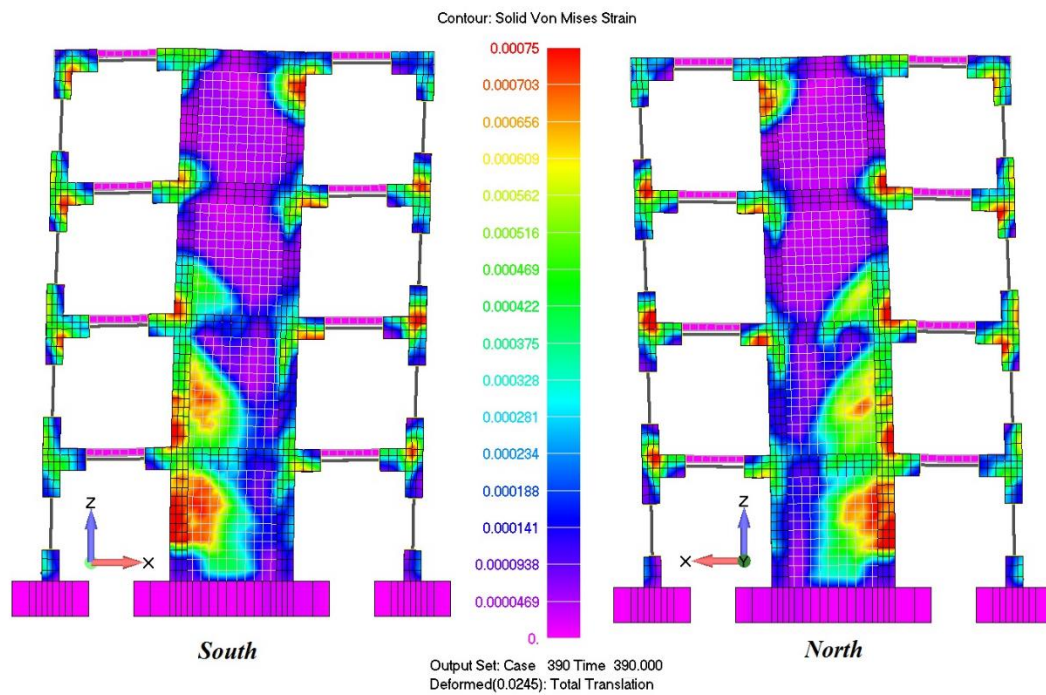 Contour: Solid Von Mises Strain
0.00075
0.000703
0.000656
0.000609
0.000562
0.000516
0.000469
0.000422
0.000375
0.000328
0.000281
0.000234
0.000188
0.000141
0.0000938
0.0000469
0.
Z
X
Z
X
Y
South
North
Output Set: Case 390 Time 390.000
Deformed(0.0245): Total Translation